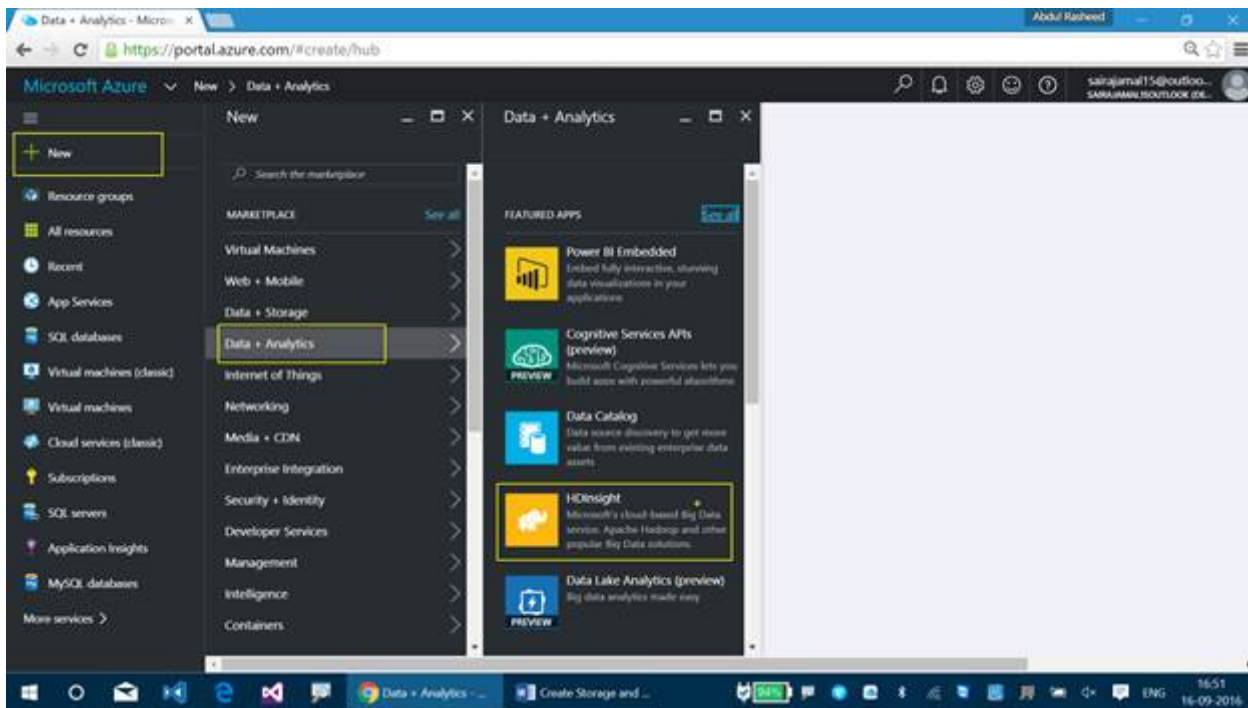 Data + Analytics - Micro
Abdul Rasheed
https://portal.azure.com/#create/hub
Microsoft Azure
New > Data + Analytics
sairajamal15@outloo...
New
Resource groups
All resources
Recent
App Services
SQL databases
Virtual machines (classic)
Virtual machines
Cloud services (classic)
Subscriptions
SQL servers
Application Insights
MySQL databases
More services >
New
Search the marketplace
MARKETPLACE
See all
Virtual Machines
Web + Mobile
Data + Storage
Data + Analytics
Internet of Things
Networking
Media + CDN
Enterprise Integration
Security + Identity
Developer Services
Management
Intelligence
Containers
Data + Analytics
FEATURED APPS
See all
Power BI Embedded
Embed fully interactive, stunning
data visualizations in your
applications
Cognitive Services APIs
(preview)
Microsoft Cognitive Services lets you
build apps with powerful algorithms
PREVIEW
Data Catalog
Data source discovery to get more
value from existing enterprise data
assets
HDInsight
Microsoft's cloud-based Big Data
service. Apache Hadoop and other
popular Big Data solutions.
Data Lake Analytics (preview)
Big data analytics made easy
PREVIEW
Data + Analytics - ...
Create Storage and ...
94%
ENG
16:51
16-09-2016